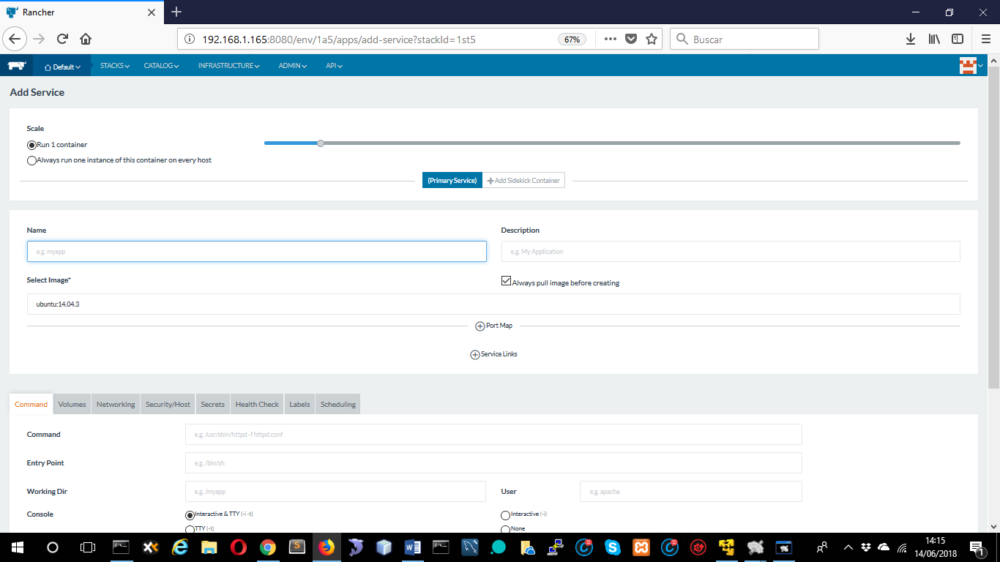 Rancher
192.168.1.165:8080/env/1a5/apps/add-service?stackId=1st5
67%
Buscar
Default
STACKS
CATALOG
INFRASTRUCTURE
ADMIN
API
Add Service
Scale
Run 1 container
Always run one instance of this container on every host
(Primary Service)
Add Sidekick Container
Name
Description
e.g. myapp
e.g. My Application
Select Image*
Always pull image before creating
ubuntu:14.04.3
Port Map
Service Links
Command
Volumes
Networking
Security/Host
Secrets
Health Check
Labels
Scheduling
Command
e.g. /usr/sbin/httpd -f httpd.conf
Entry Point
e.g. /bin/sh
Working Dir
e.g. /myapp
User
e.g. apache
Console
Interactive & TTY (-i -t)
Interactive (-i)
TTY (-t)
None
14:15
14/06/2018
1